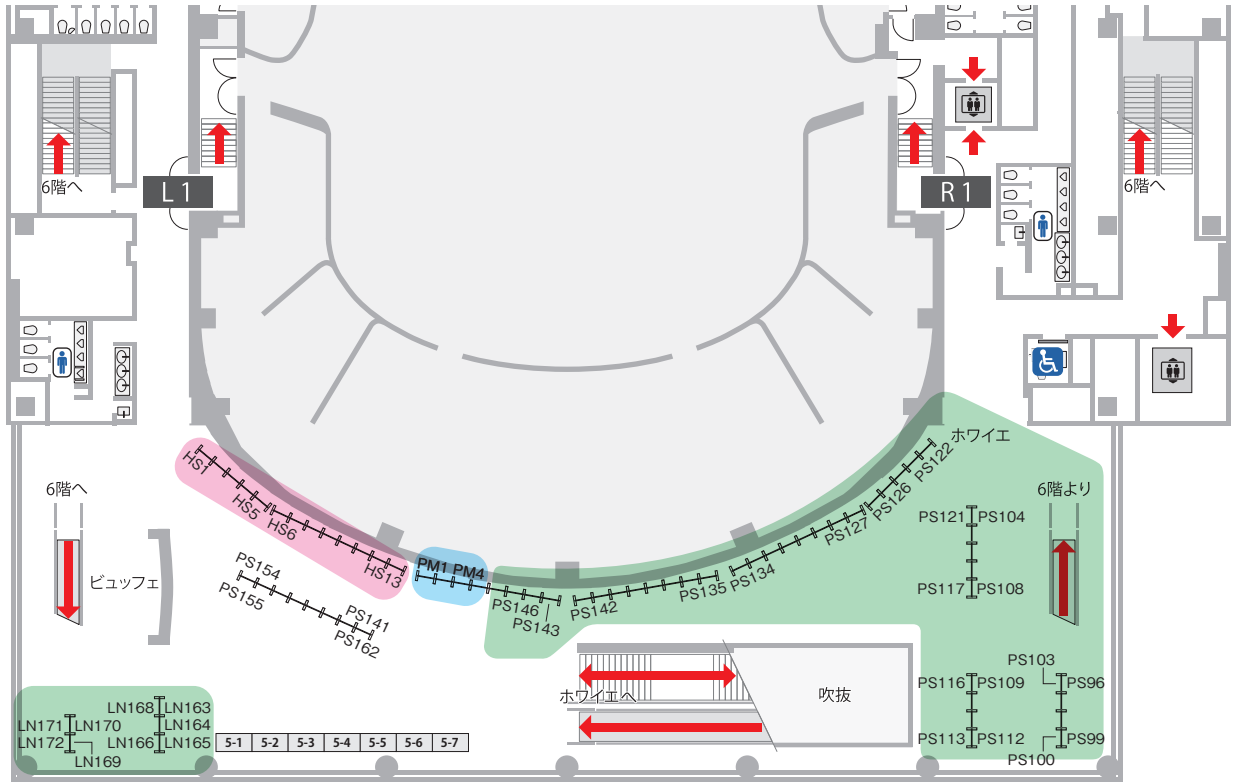 6階へ
L 1
R 1
6階へ
ホワイエ
PS122
PS126
PS127
PS134
PS135
PS142
PS143
PS146
PM1 PM4
HS1
HS5
HS6
HS13
6階へ
ビュッフェ
PS154
PS155
PS141
PS162
6階より
PS121 PS104
PS117 PS108
PS103
PS116 PS109
PS96
PS113 PS112
PS99
PS100
ホワイエへ
吹抜
LN168 LN163
LN171 LN170
LN164
LN172
LN166 LN165
LN169
5-1 5-2 5-3 5-4 5-5 5-6 5-7